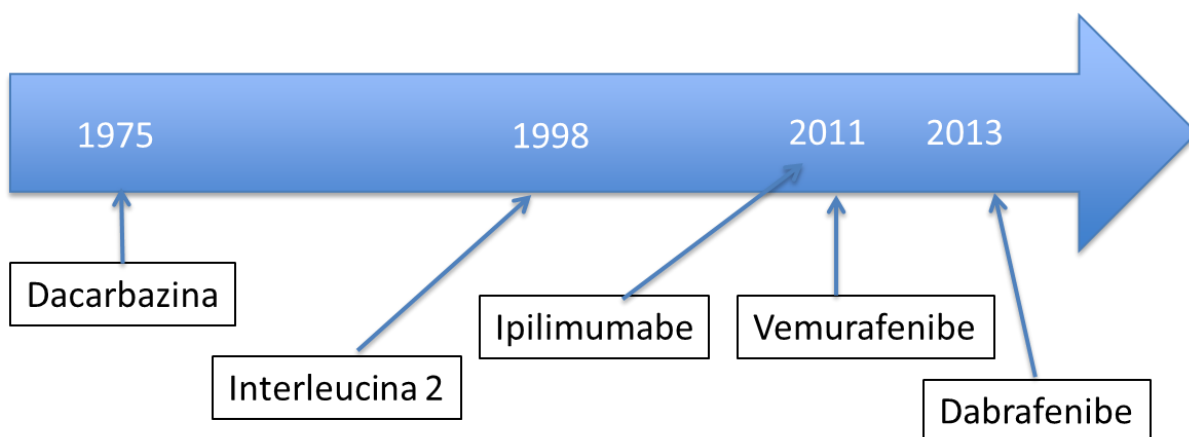 1975
1998
2011
2013
Dacarbazina
Interleucina 2
Ipilimumabe
Vemurafenibe
Dabrafenibe